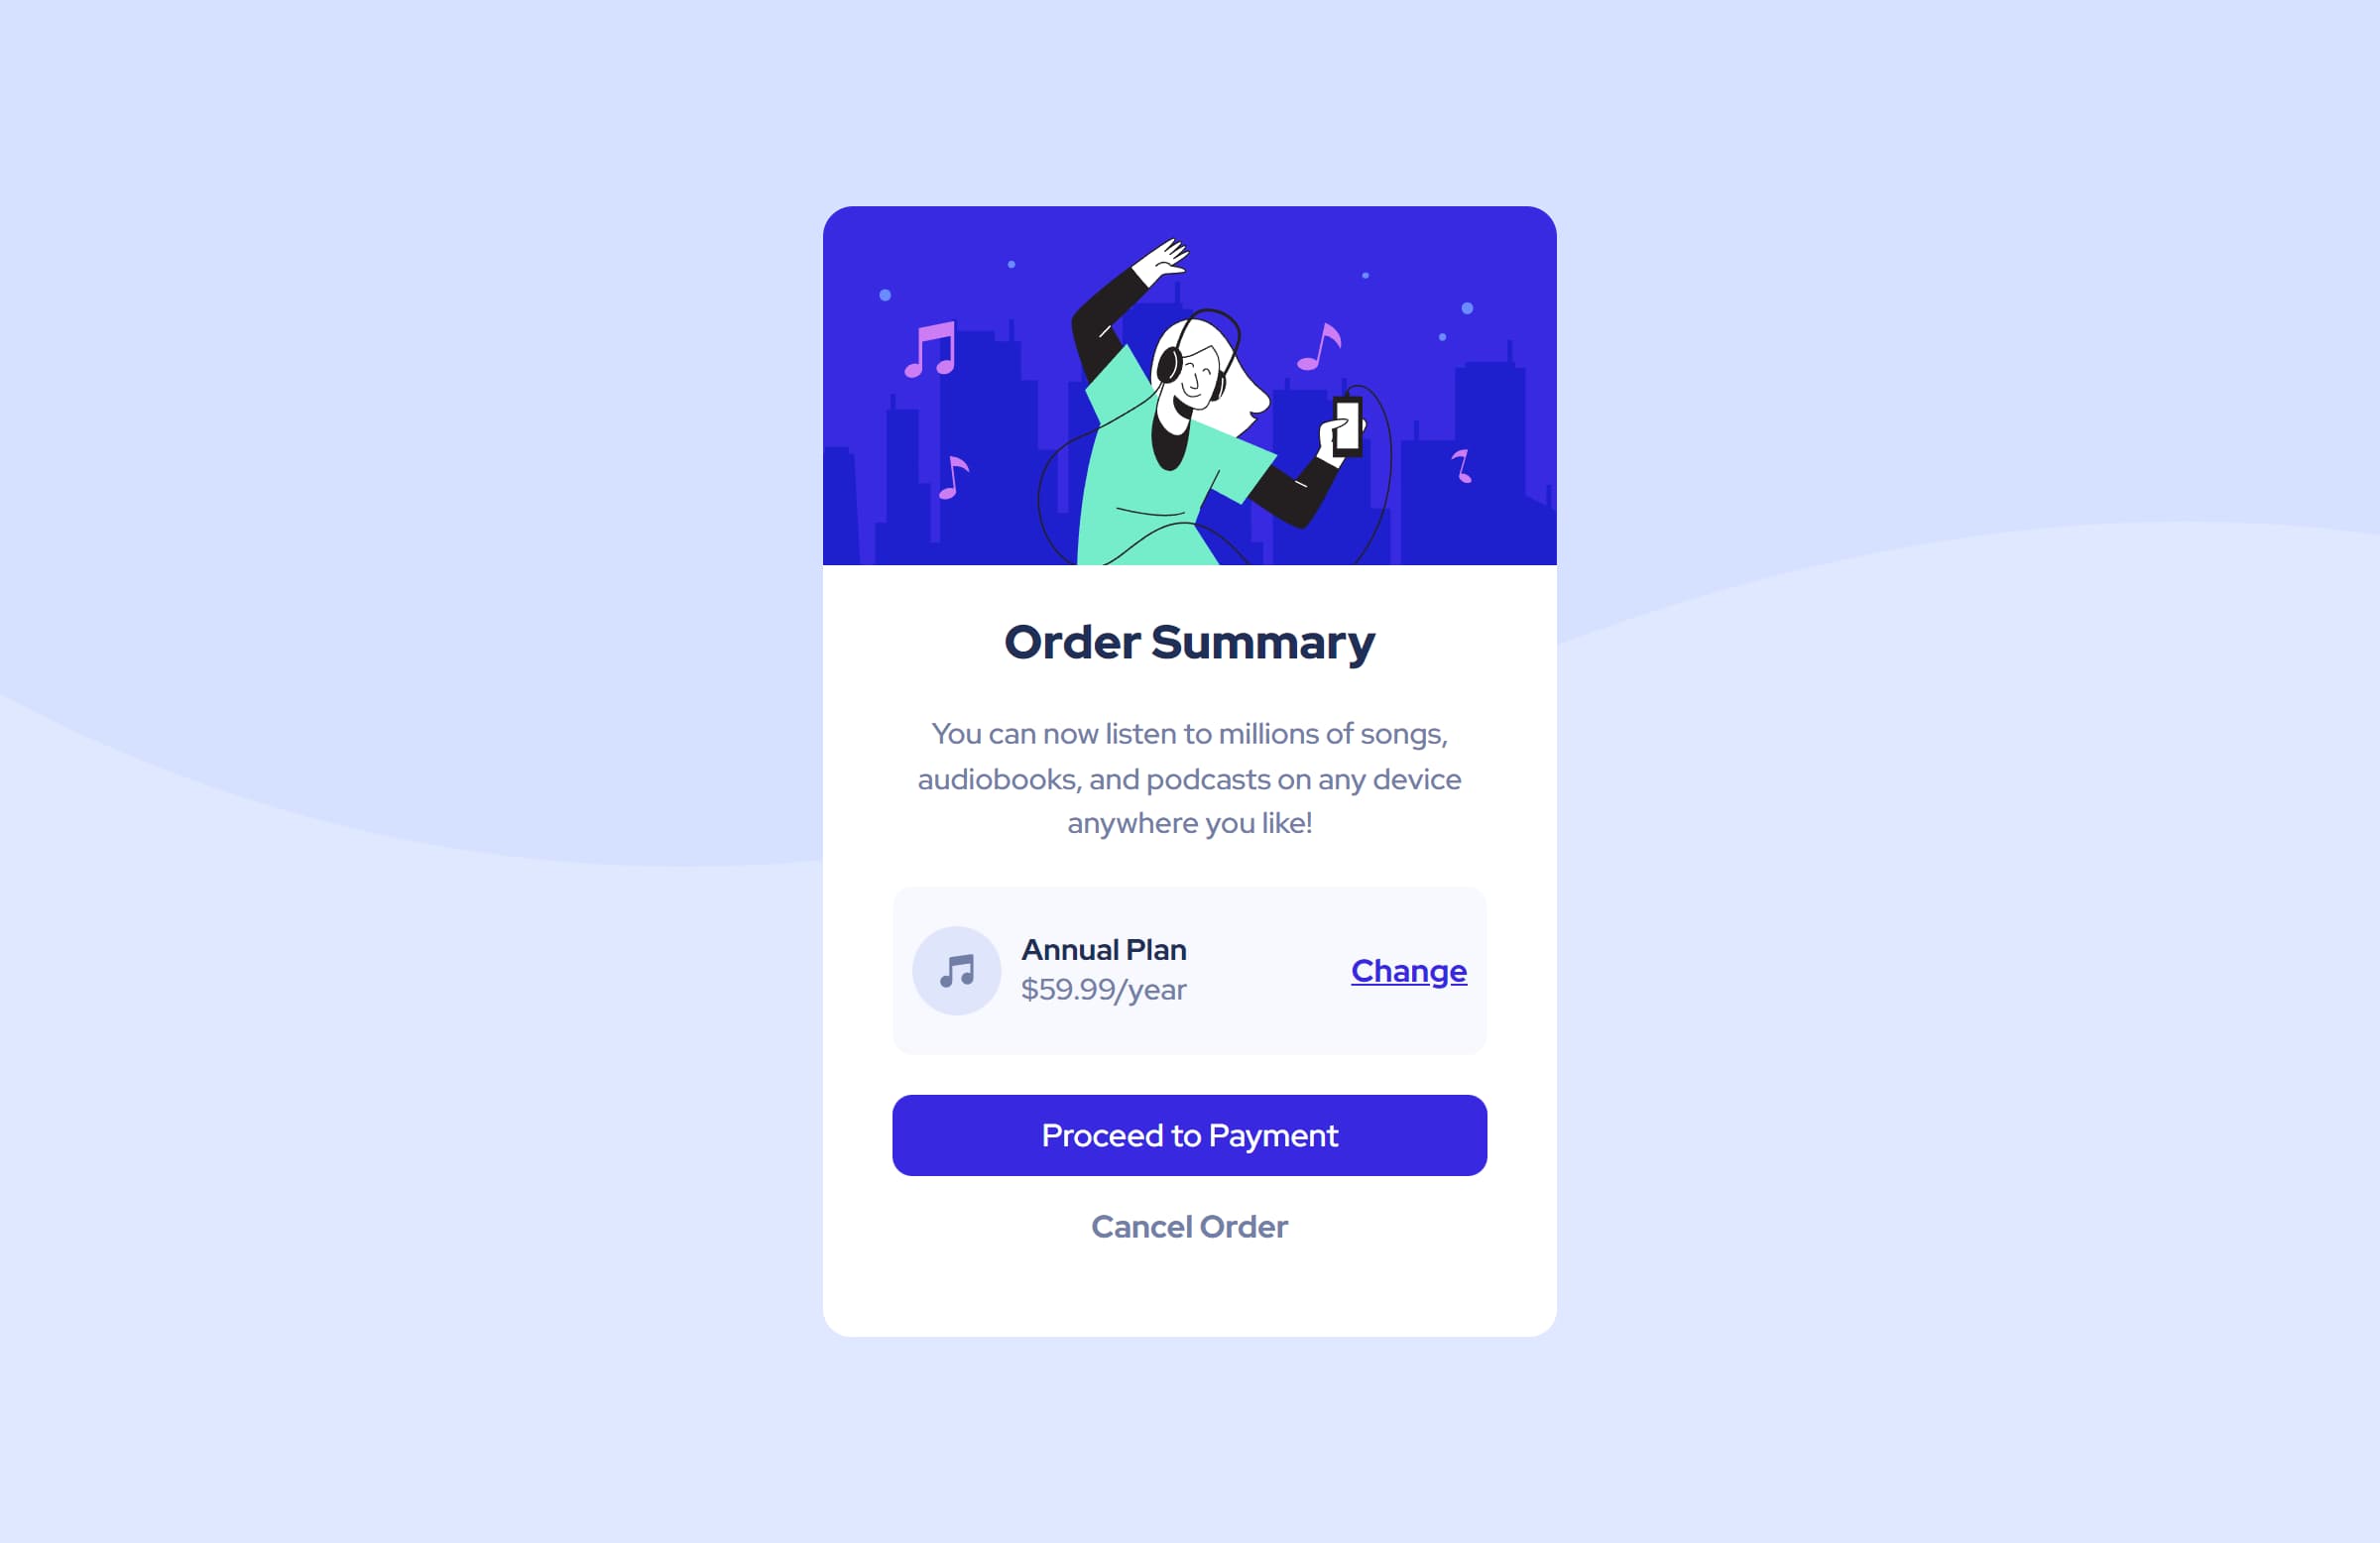 Order Summary
You can now listen to millions of songs,
audiobooks, and podcasts on any device
anywhere you like!
Annual Plan
$59.99/year
Change
Proceed to Payment
Cancel Order